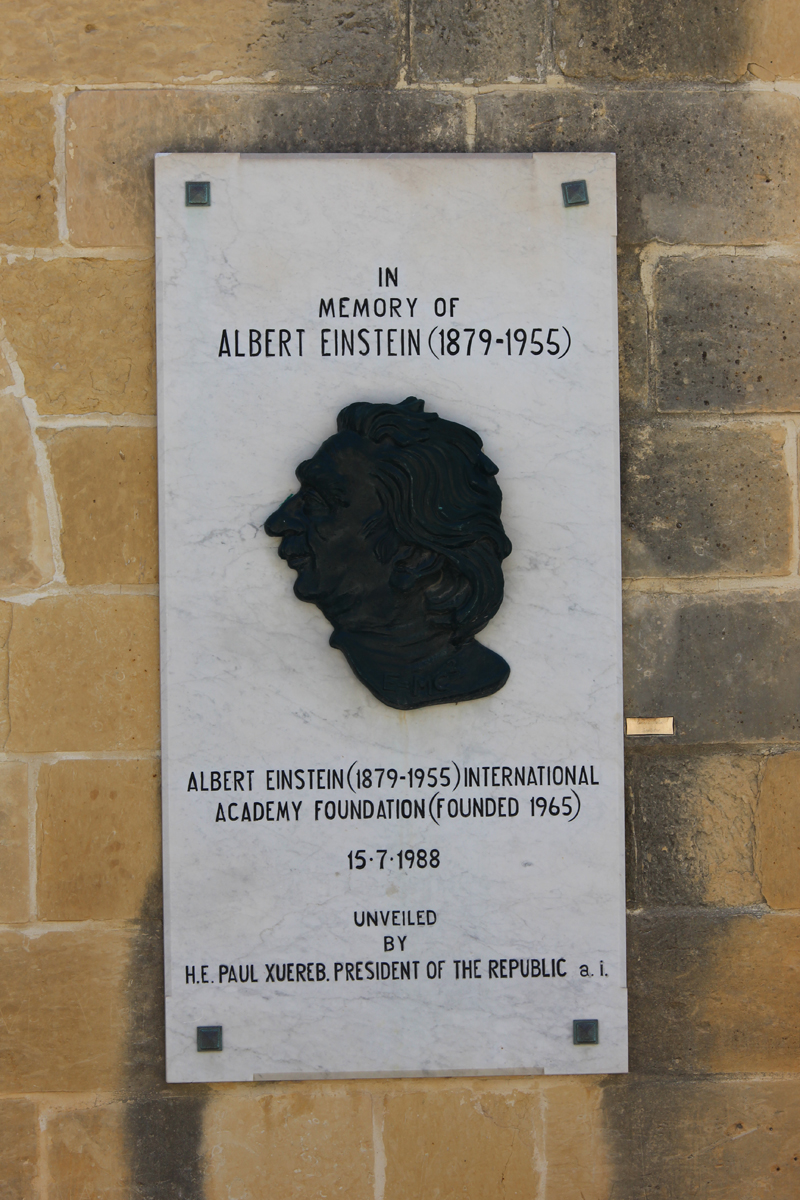 IN
MEMORY OF
ALBERT EINSTEIN (1879-1955)
ALBERT EINSTEIN (1879-1955) INTERNATIONAL
ACADEMY FOUNDATION (FOUNDED 1965)
15·7·1988
UNVEILED
BY
H.E. PAUL XUEREB. PRESIDENT OF THE REPUBLIC a. i.